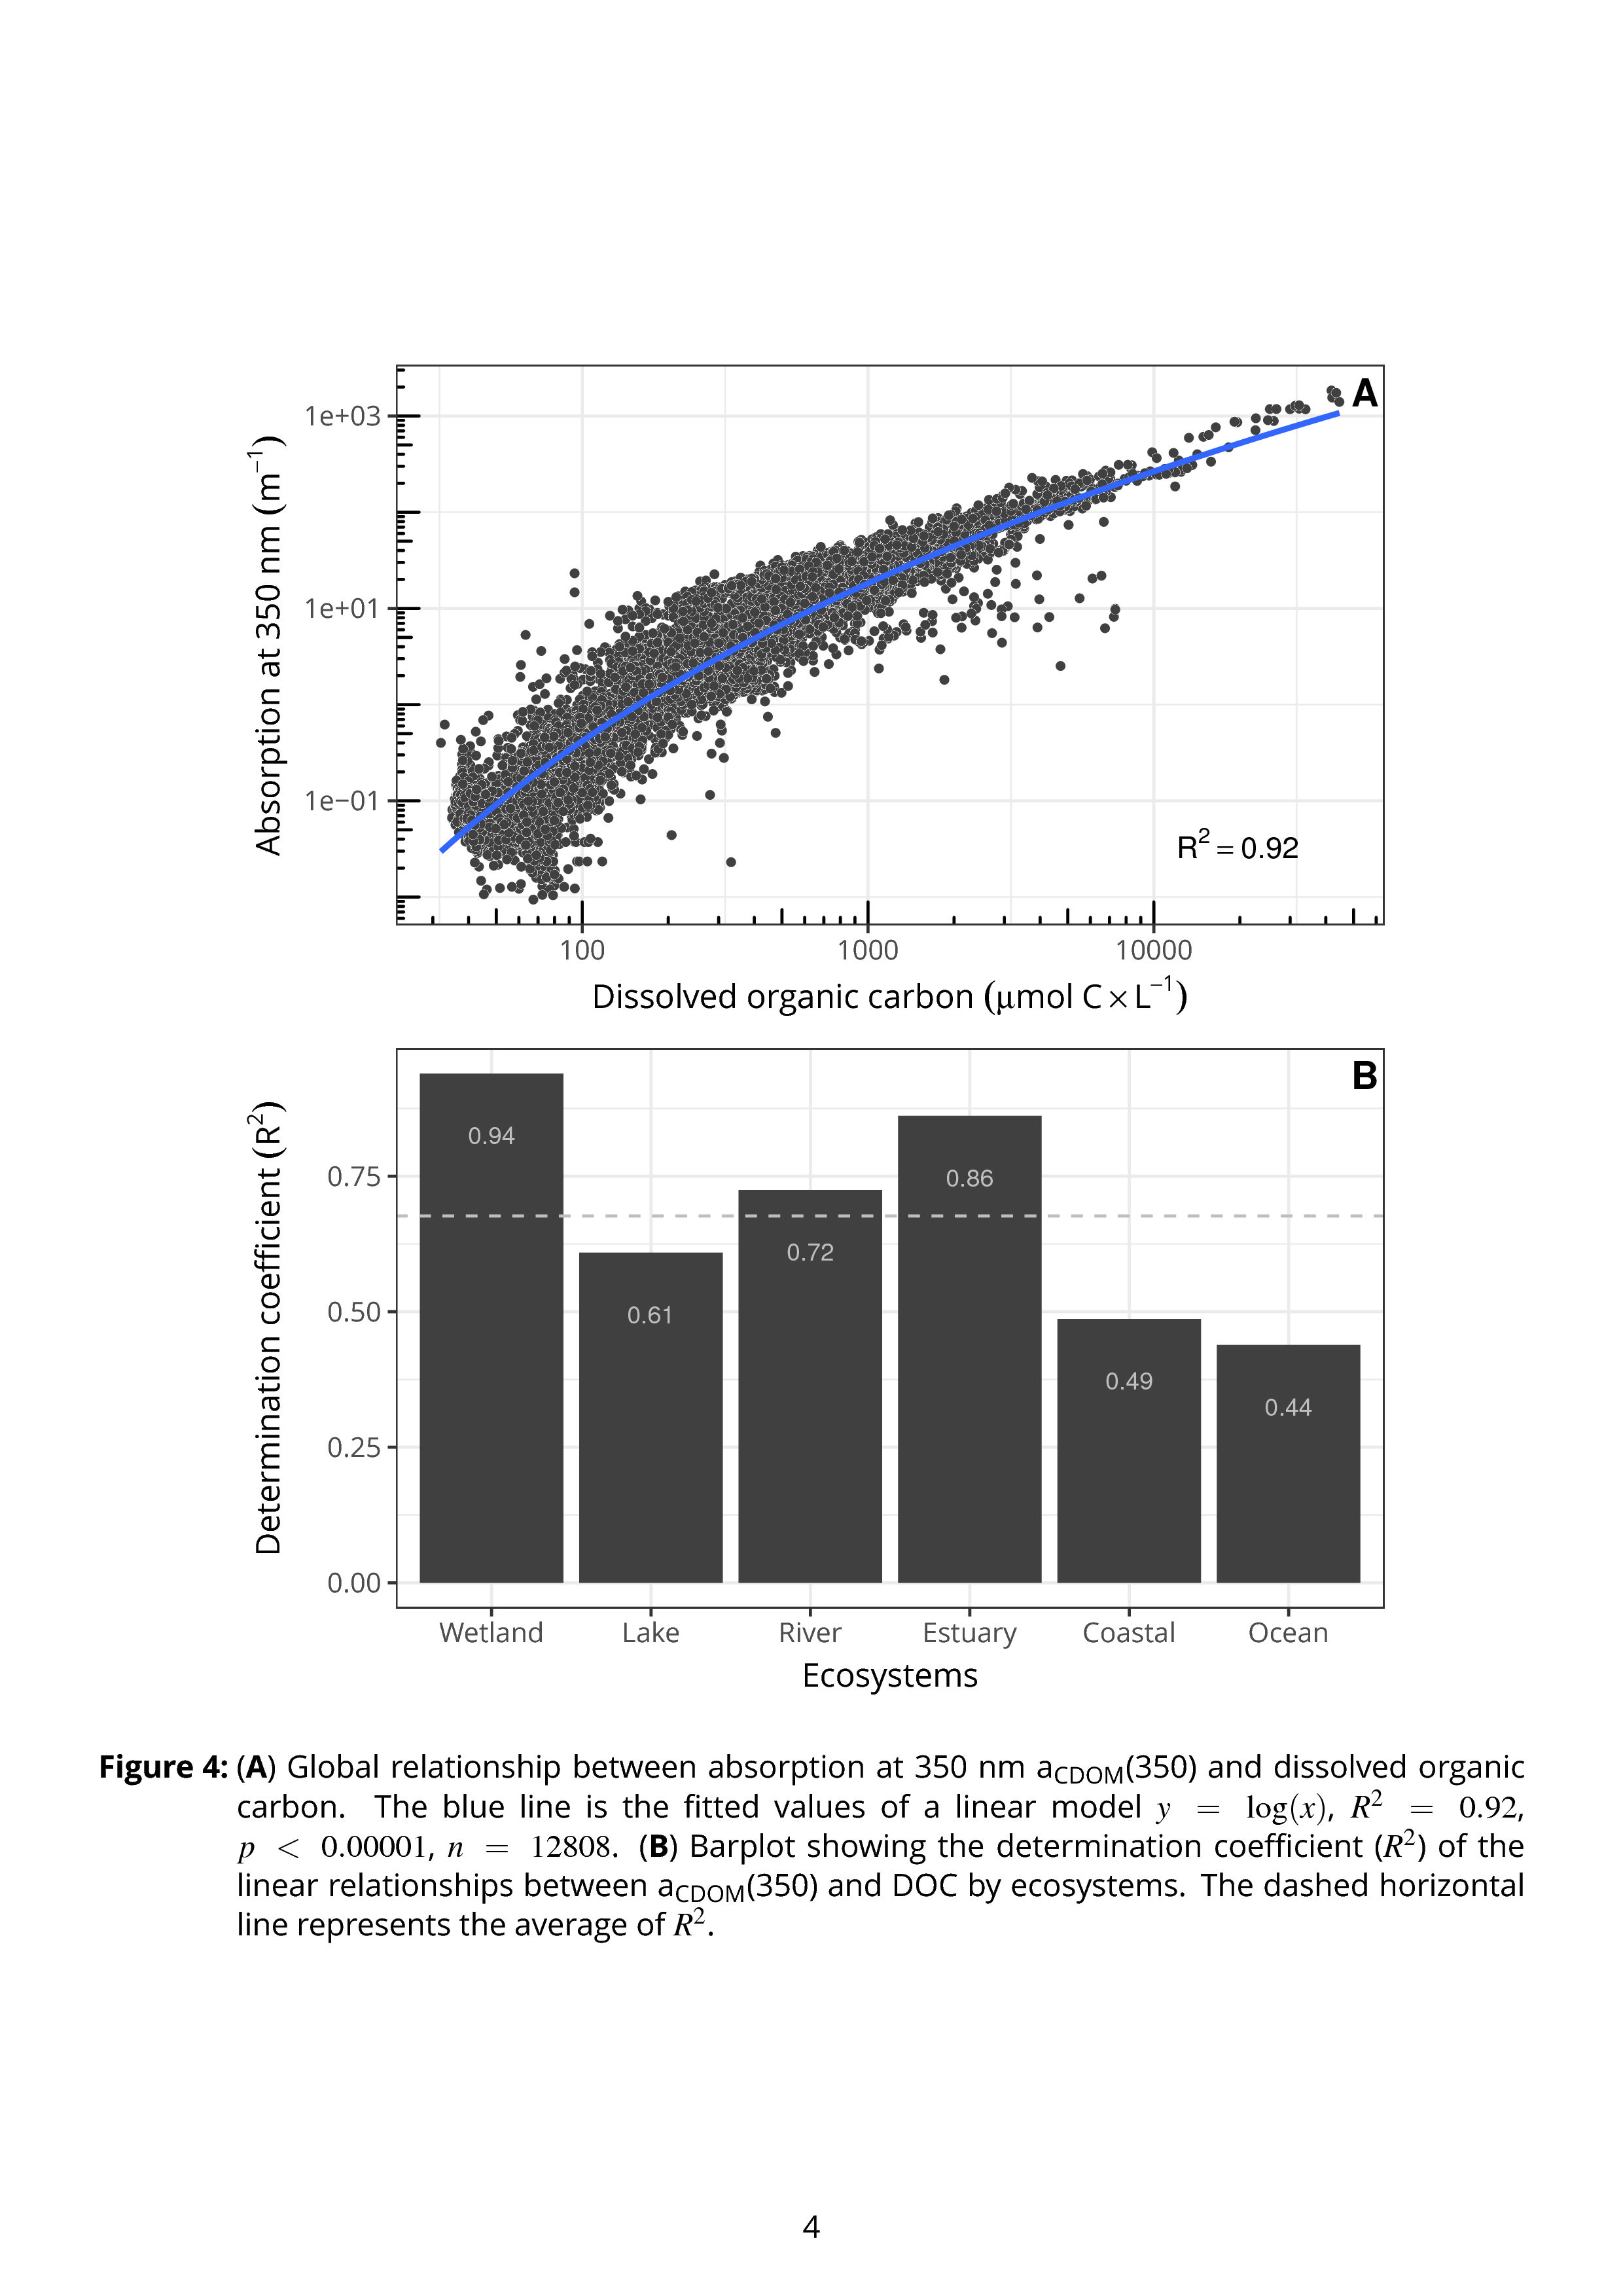 A
1e+03
1e+01
1e−01
Absorption at 350 nm (m⁻¹)
R² = 0.92
100 1000 10000
Dissolved organic carbon (μmol C × L⁻¹)
B
0.94
0.86
0.75
0.72
0.61
0.50
0.49
0.44
0.25
0.00
Determination coefficient (R²)
Wetland Lake River Estuary Coastal Ocean
Ecosystems
Figure 4: (A) Global relationship between absorption at 350 nm aCDOM(350) and dissolved organic
carbon. The blue line is the fitted values of a linear model y = log(x), R² = 0.92,
p < 0.00001, n = 12808. (B) Barplot showing the determination coefficient (R²) of the
linear relationships between aCDOM(350) and DOC by ecosystems. The dashed horizontal
line represents the average of R².
4